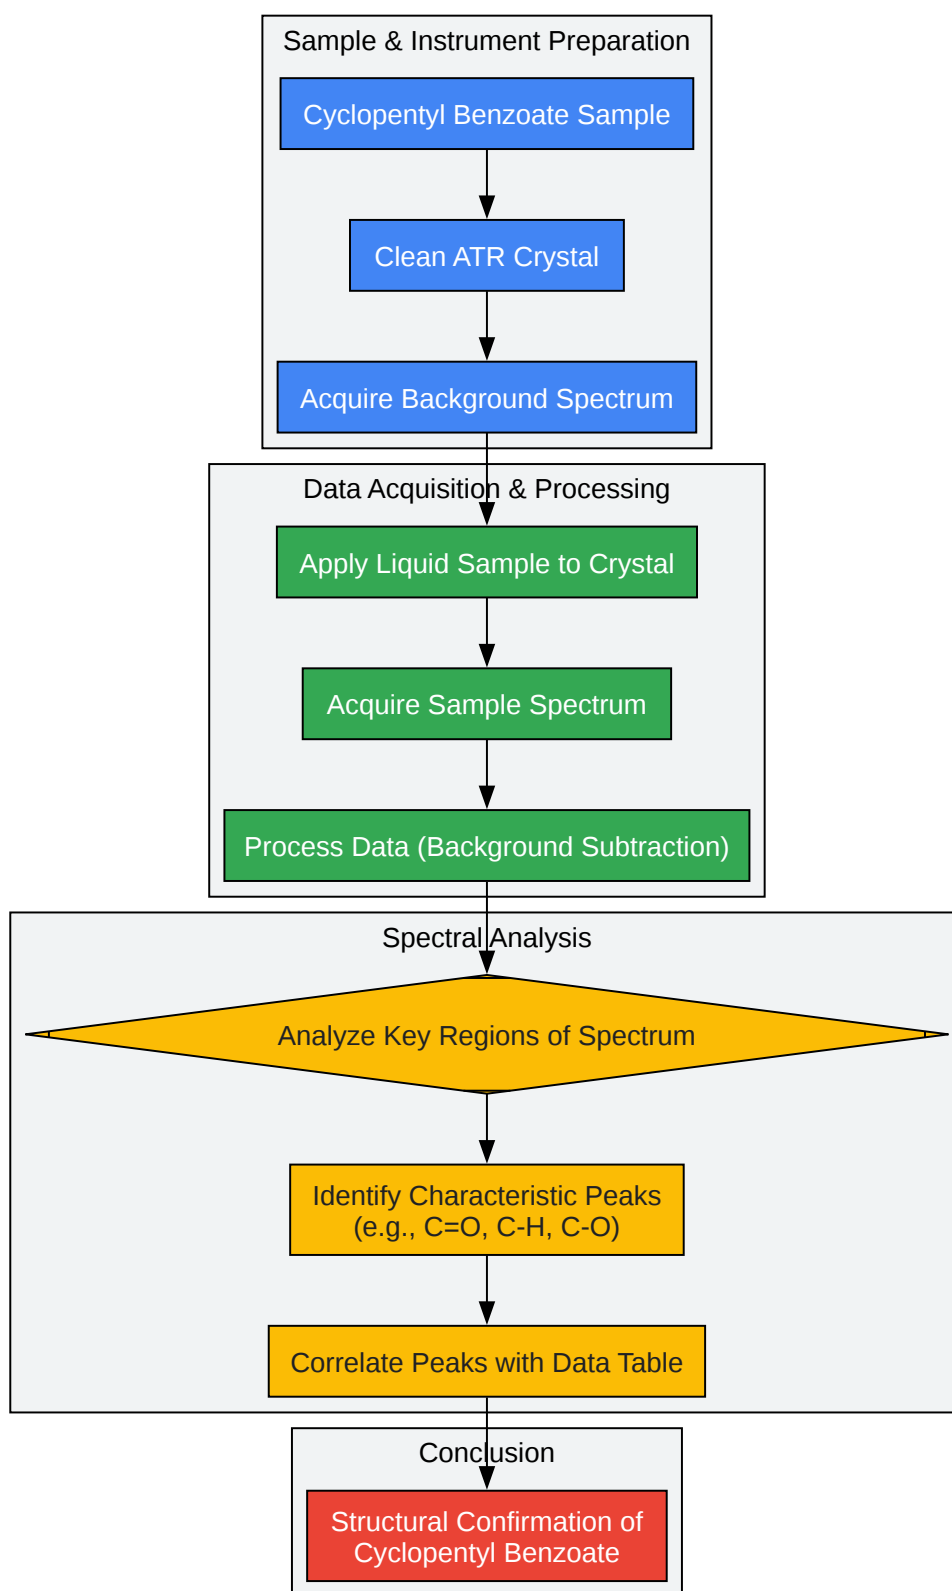 Sample & Instrument Preparation
Cyclopentyl Benzoate Sample
Clean ATR Crystal
Acquire Background Spectrum
Data Acquisition & Processing
Apply Liquid Sample to Crystal
Acquire Sample Spectrum
Process Data (Background Subtraction)
Spectral Analysis
Analyze Key Regions of Spectrum
Identify Characteristic Peaks
(e.g., C=O, C-H, C-O)
Correlate Peaks with Data Table
Conclusion
Structural Confirmation of
Cyclopentyl Benzoate